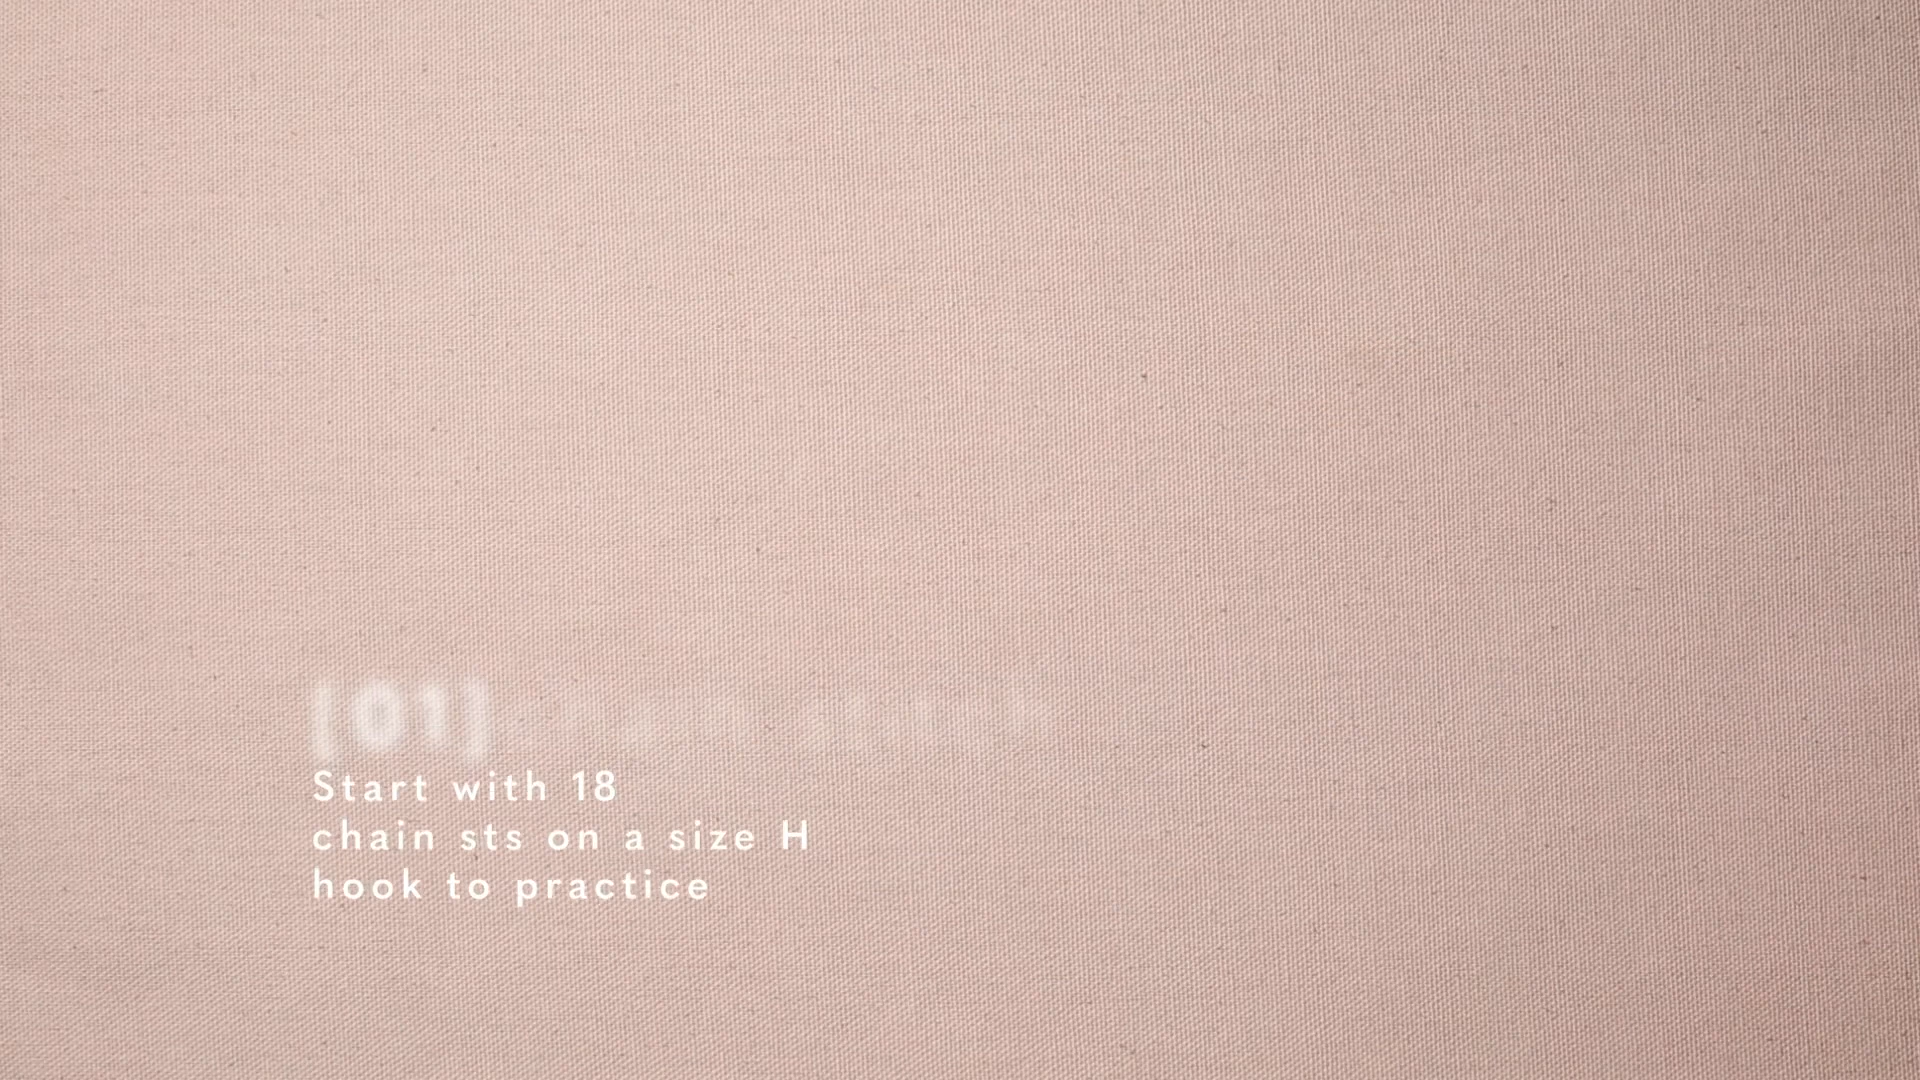 [01]
Start with 18
chain sts on a size H
hook to practice